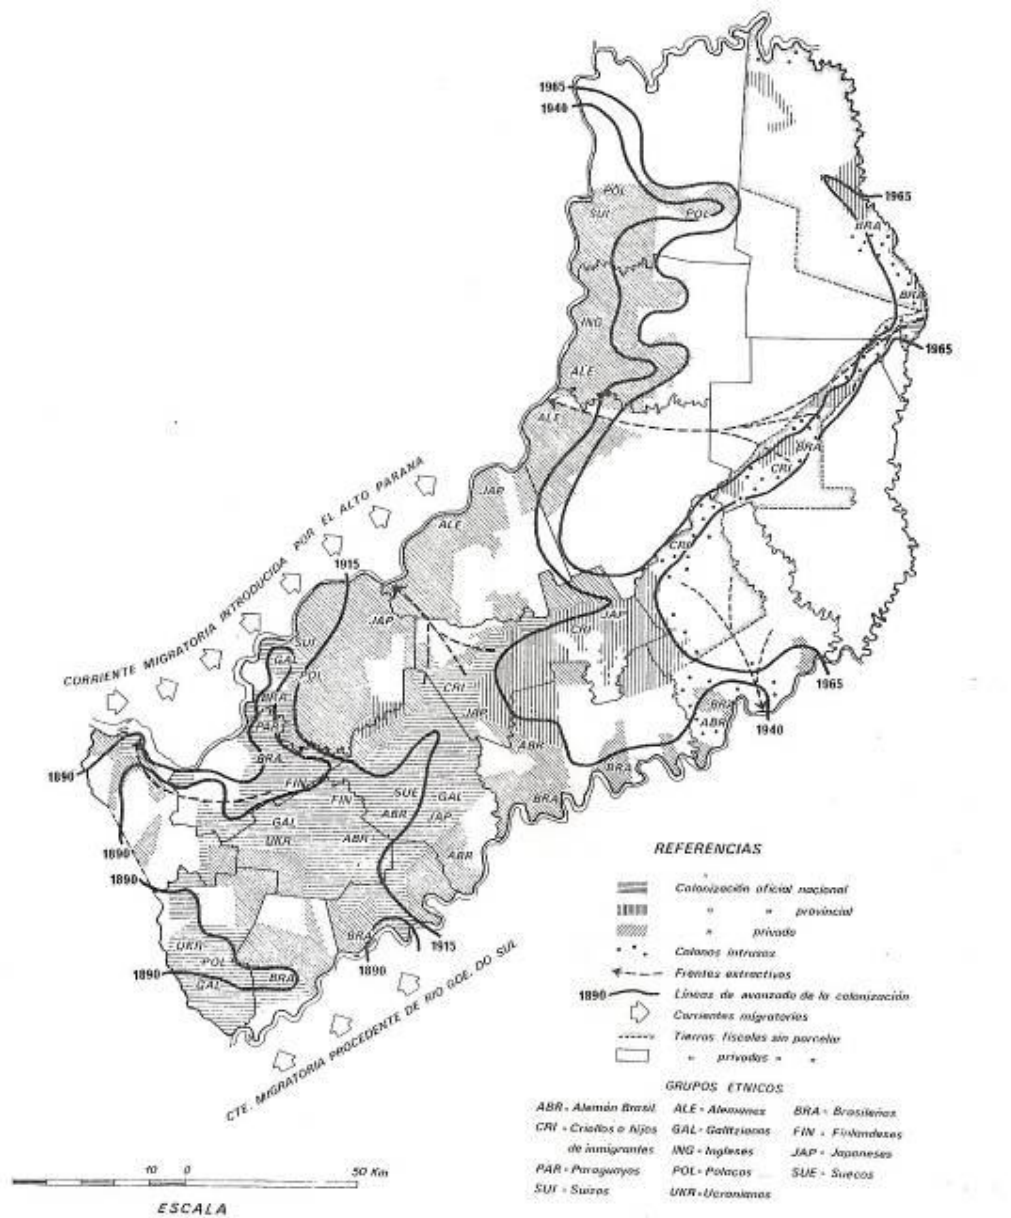 1965
1940
1965
POL
SUI
POL
BRA
BRA
ING
1965
ALE
ALE
BRA
CRI
CORRIENTE MIGRATORIA INTRODUCIDA POR EL ALTO PARANA
JAP
ALE
CRI
1915
JAP
JAP
CRI
SUI
GAL
POL
CRI
BRA
JAP
PAR
1965
BRA
ABR
1940
ABR
BRA
BRA
1890
FIN
FIN
SUE
GAL
BRA
ABR
JAP
GAL
UKR
ABR
ABR
1890
1890
BRA
1915
UKR
POL
1890
1890
GAL
BRA
CTE. MIGRATORIA PROCEDENTE DE RIO GDE. DO SUL
REFERENCIAS
Colonización oficial nacional
" " provincial
" privada
Colonos intrusos
Frentes extractivos
1890 Líneas de avanzada de la colonización
Corrientes migratorias
Tierras fiscales sin parcelar
" privadas " "
GRUPOS ETNICOS
ABR - Alemán Brasil. ALE - Alemanes BRA - Brasileños
CRI - Criollos o hijos de inmigrantes GAL - Galitzianos FIN - Finlandeses
ING - Ingleses JAP - Japoneses
PAR - Paraguayos POL - Polacos SUE - Suecos
SUI - Suizos UKR - Ucranianos
10 0 50 Km
ESCALA